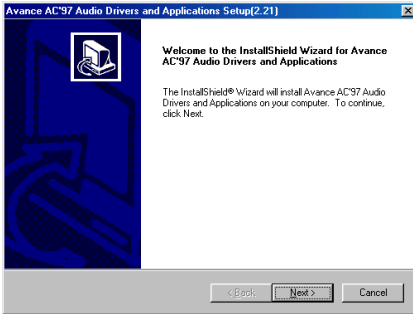 Avance AC'97 Audio Drivers and Applications Setup(2.21)
Welcome to the InstallShield Wizard for Avance
AC'97 Audio Drivers and Applications
The InstallShield® Wizard will install Avance AC'97 Audio
Drivers and Applications on your computer. To continue,
click Next.
< Back
Next >
Cancel